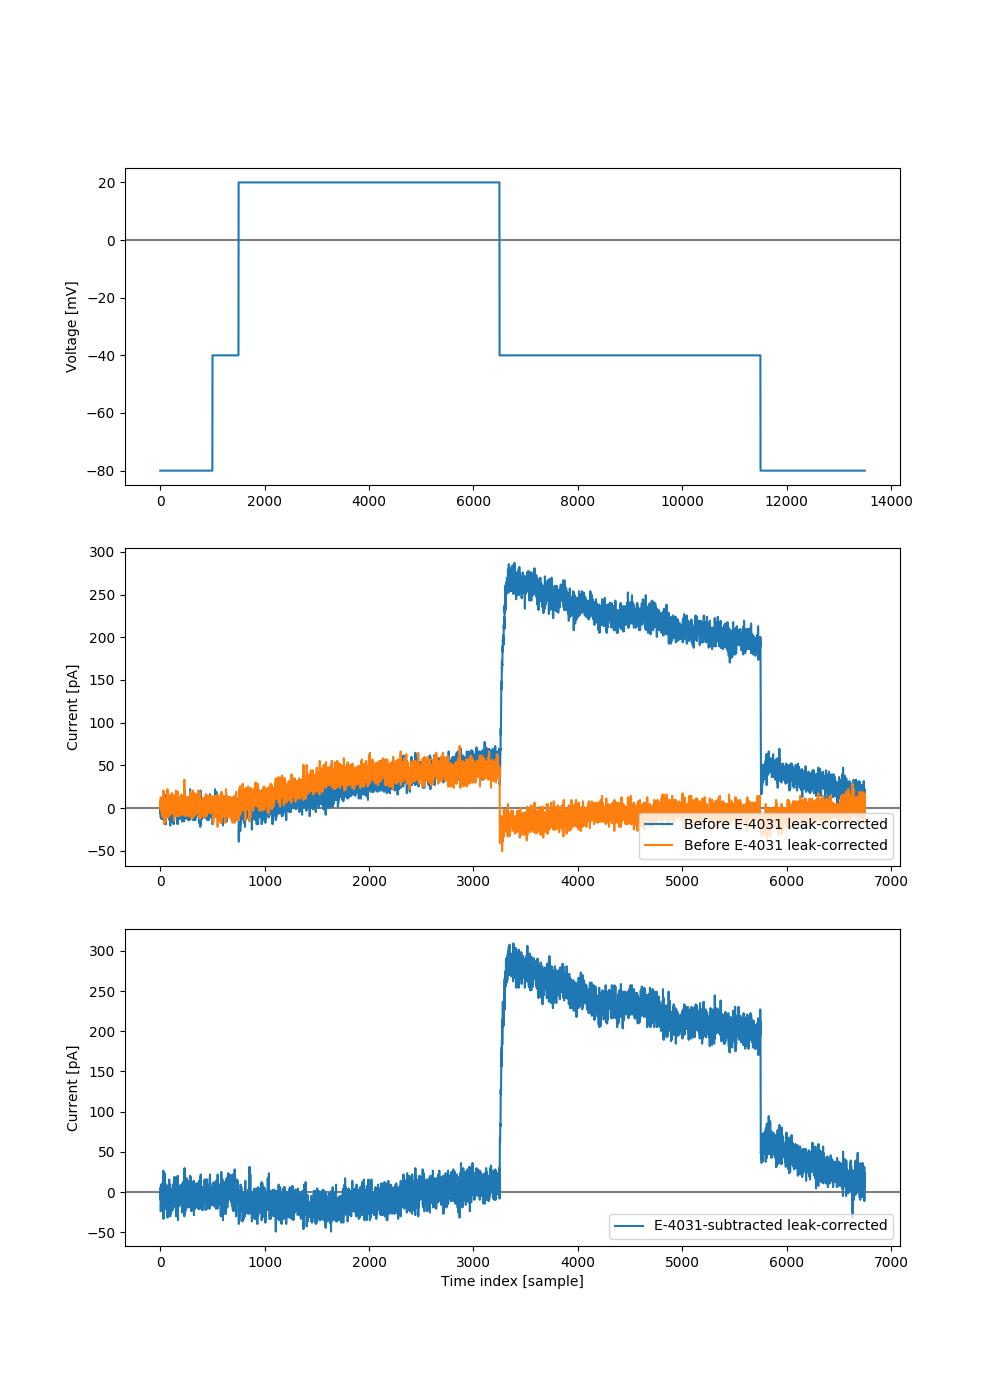 Voltage [mV]
20
0
−20
−40
−60
−80
0 2000 4000 6000 8000 10000 12000 14000
Current [pA]
300
250
200
150
100
50
0
−50
Before E-4031 leak-corrected
Before E-4031 leak-corrected
0 1000 2000 3000 4000 5000 6000 7000
Current [pA]
300
250
200
150
100
50
0
−50
E-4031-subtracted leak-corrected
0 1000 2000 3000 4000 5000 6000 7000
Time index [sample]